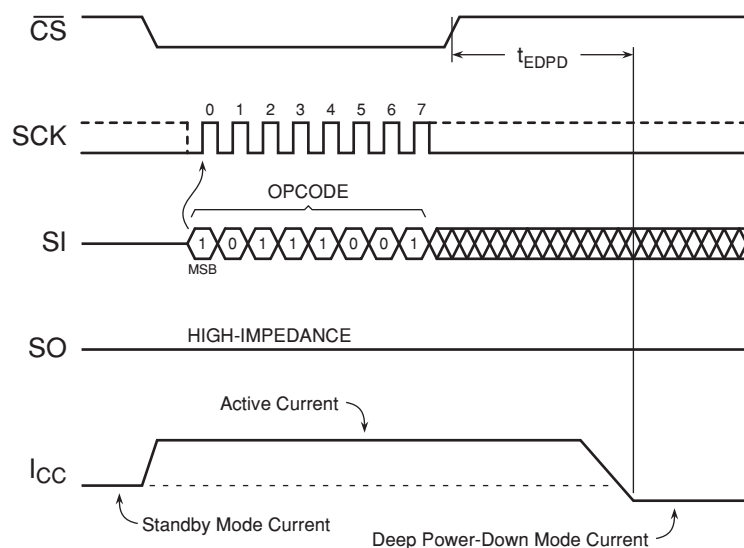 CS
tEDPD
0 1 2 3 4 5 6 7
SCK
OPCODE
SI
1 0 1 1 1 0 0 1
MSB
HIGH-IMPEDANCE
SO
Active Current
ICC
Standby Mode Current
Deep Power-Down Mode Current